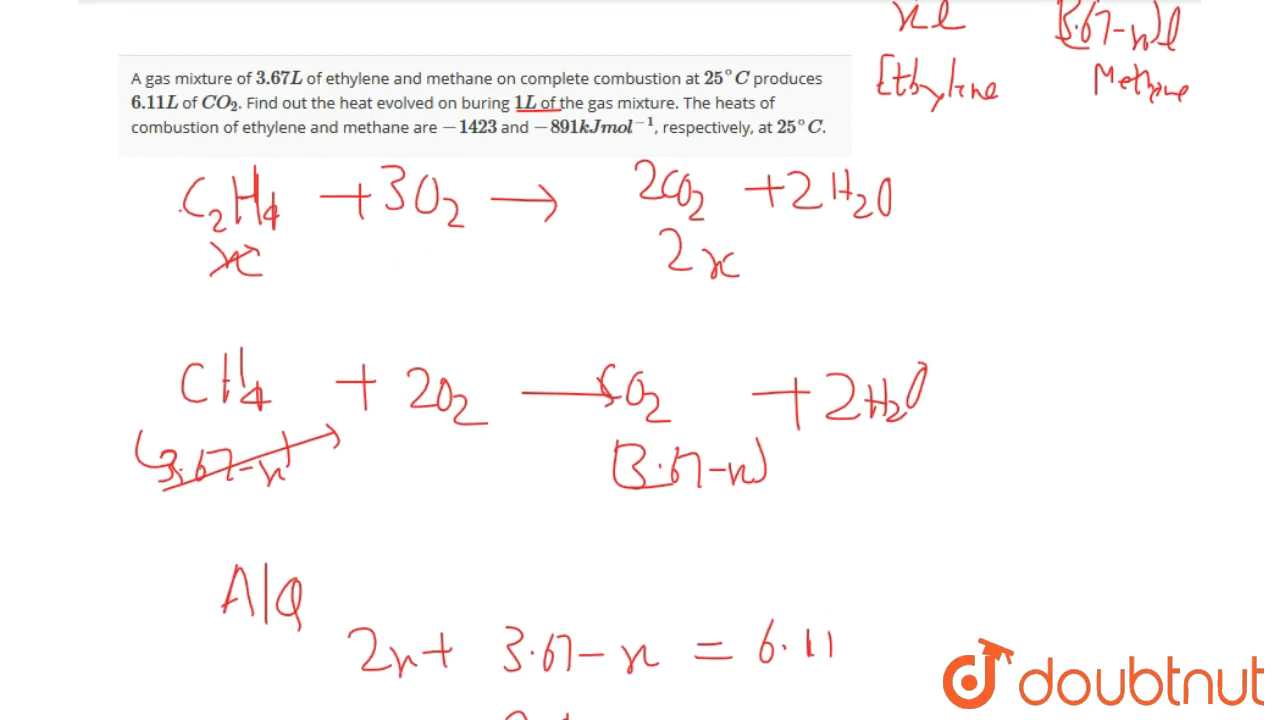 xl (3.67-x)l
Ethylene Methane
A gas mixture of 3.67L of ethylene and methane on complete combustion at 25°C produces
6.11L of CO₂. Find out the heat evolved on buring 1L of the gas mixture. The heats of
combustion of ethylene and methane are −1423 and −891kJmol⁻¹, respectively, at 25°C.
C₂H₄ + 3O₂ → 2CO₂ + 2H₂O
x 2x
CH₄ + 2O₂ → CO₂ + 2H₂O
(3.67-x) (3.67-x)
A/Q
2x + 3.67-x = 6.11
doubtnut